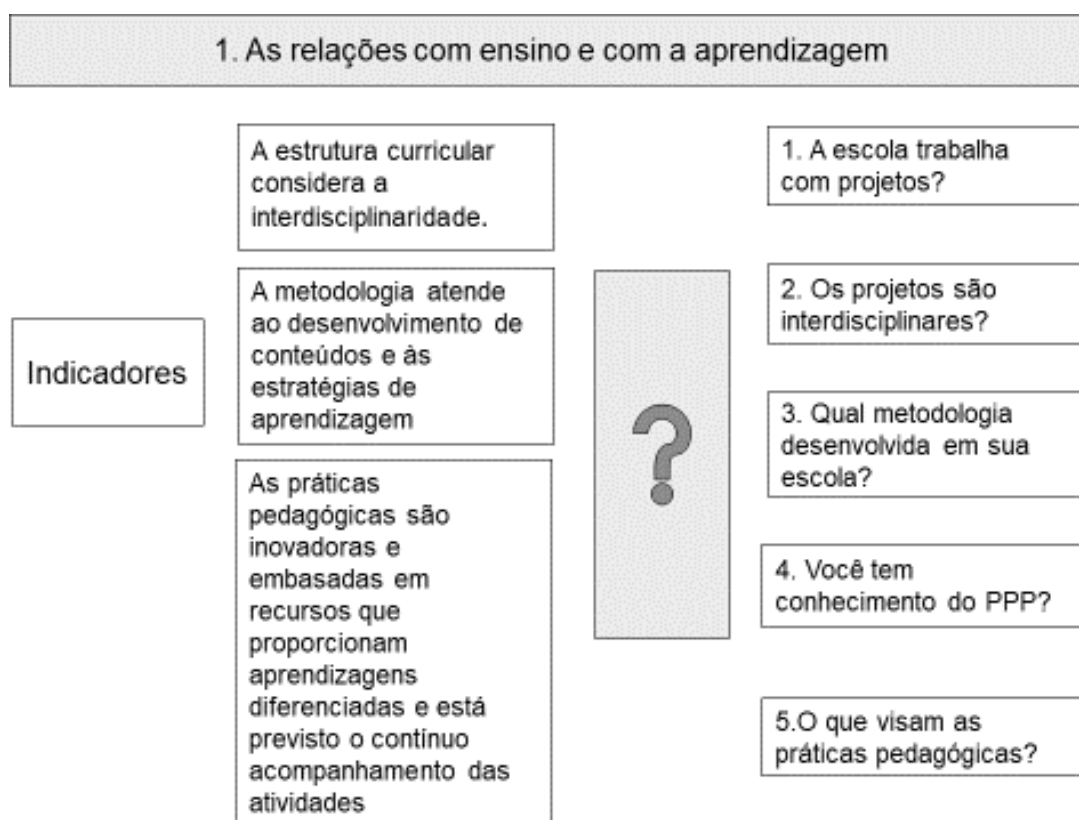 1. As relações com ensino e com a aprendizagem
Indicadores
A estrutura curricular
considera a
interdisciplinaridade.
A metodologia atende
ao desenvolvimento de
conteúdos e às
estratégias de
aprendizagem
As práticas
pedagógicas são
inovadoras e
embasadas em
recursos que
proporcionam
aprendizagens
diferenciadas e está
previsto o contínuo
acompanhamento das
atividades
?
1. A escola trabalha
com projetos?
2. Os projetos são
interdisciplinares?
3. Qual metodologia
desenvolvida em sua
escola?
4. Você tem
conhecimento do PPP?
5.O que visam as
práticas pedagógicas?